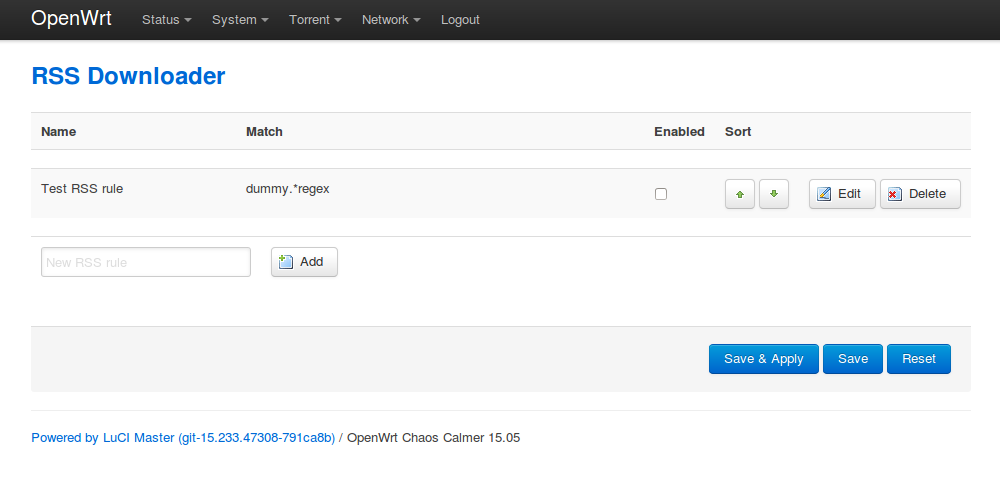 OpenWrt Status System Torrent Network Logout
RSS Downloader
Name Match Enabled Sort
Test RSS rule dummy.*regex Edit Delete
New RSS rule Add
Save & Apply Save Reset
Powered by LuCI Master (git-15.233.47308-791ca8b) / OpenWrt Chaos Calmer 15.05